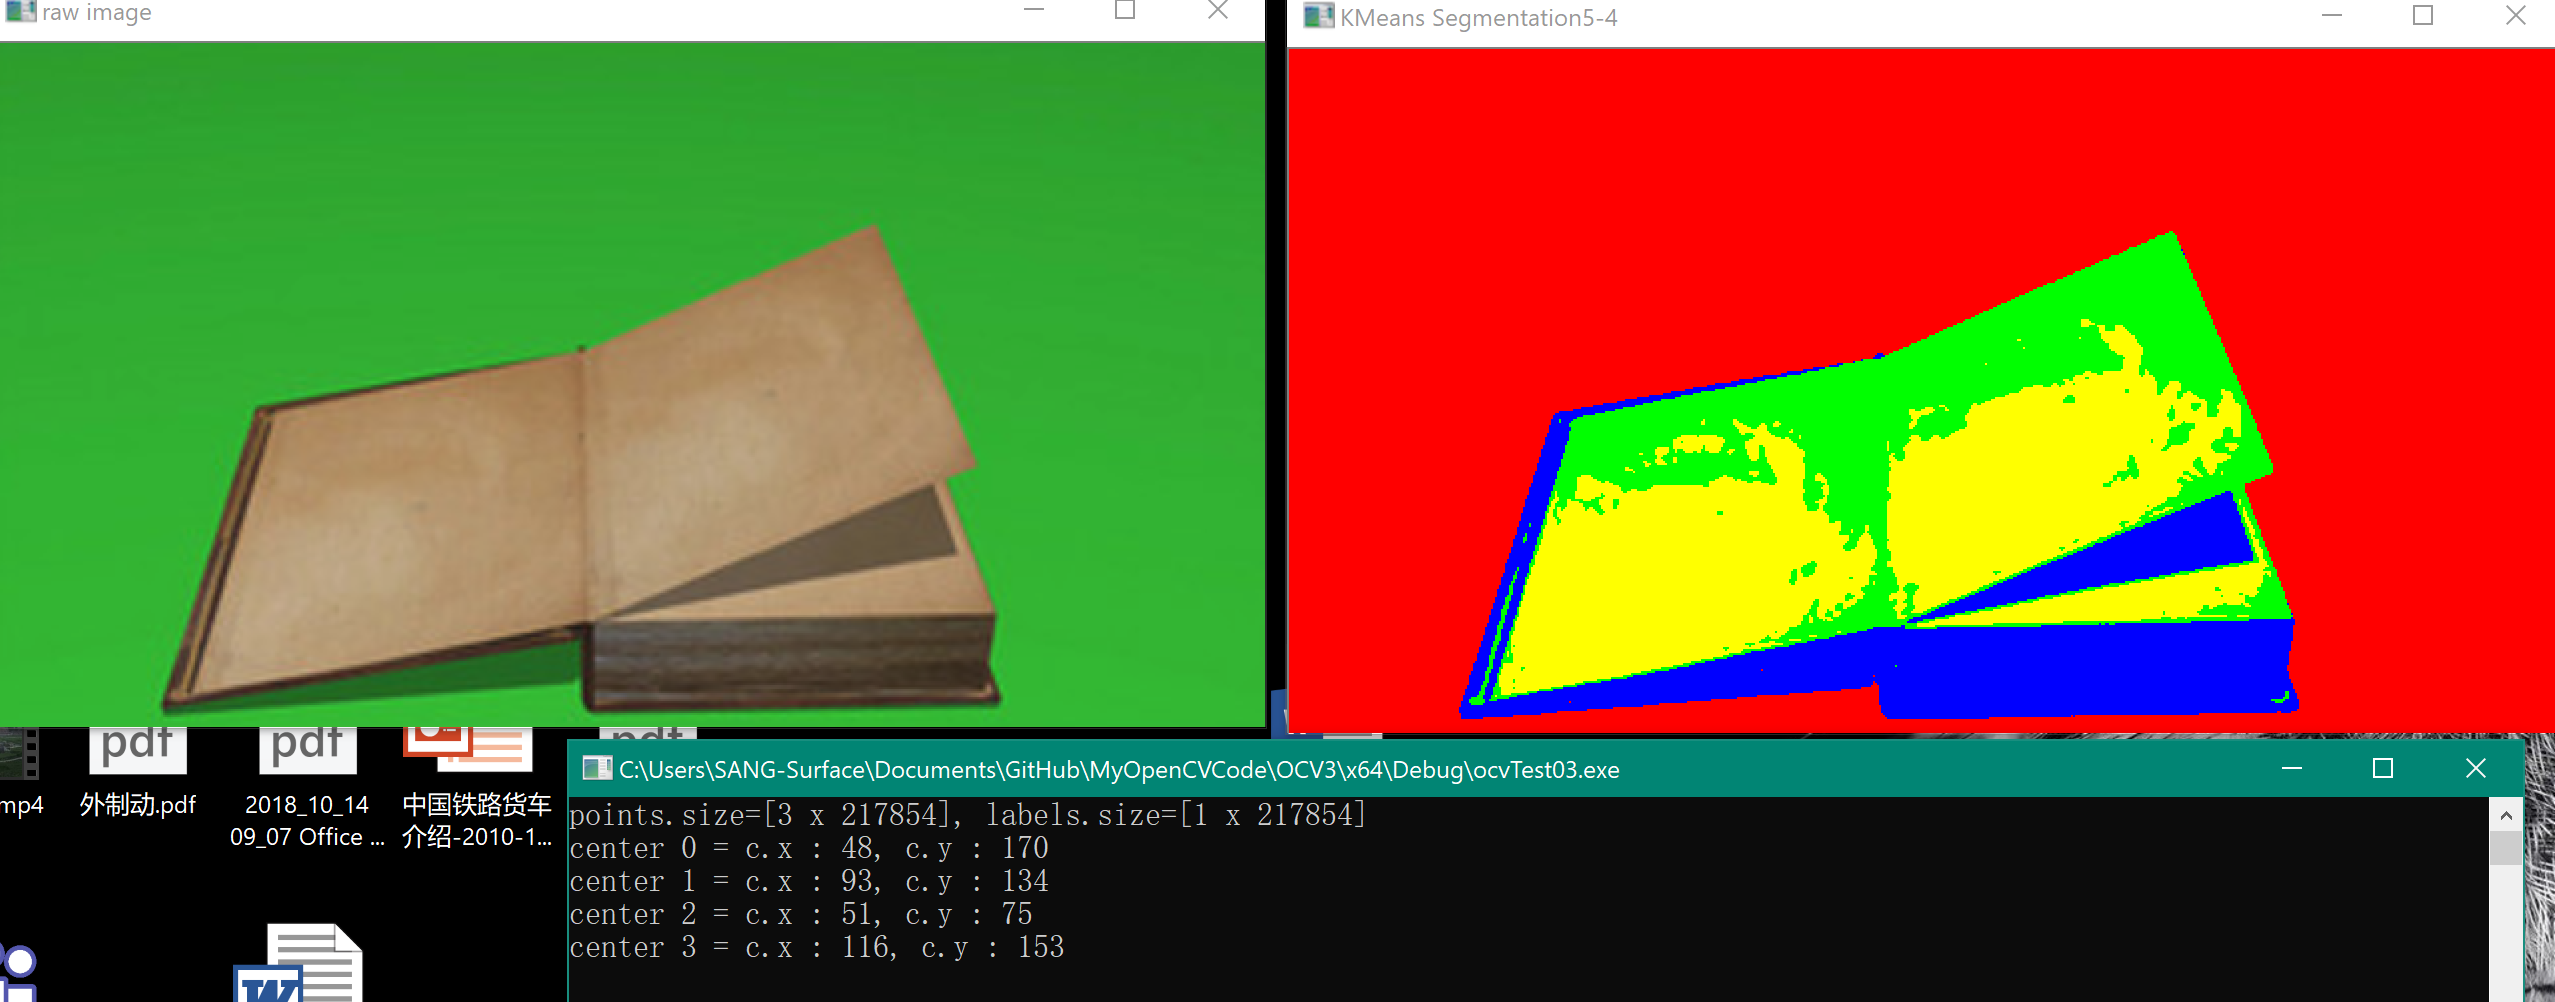 raw image
KMeans Segmentation5-4
pdf
pdf
pdf
mp4
外制动.pdf
2018_10_14
09_07 Office ...
中国铁路货车
介绍-2010-1...
C:\Users\SANG-Surface\Documents\GitHub\MyOpenCVCode\OCV3\x64\Debug\ocvTest03.exe
points.size=[3 x 217854], labels.size=[1 x 217854]
center 0 = c.x : 48, c.y : 170
center 1 = c.x : 93, c.y : 134
center 2 = c.x : 51, c.y : 75
center 3 = c.x : 116, c.y : 153
W